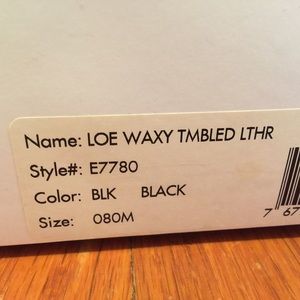 Name: LOE WAXY TMBLED LTHR
Style#: E7780
Color: BLK BLACK
Size: 080M
7 67